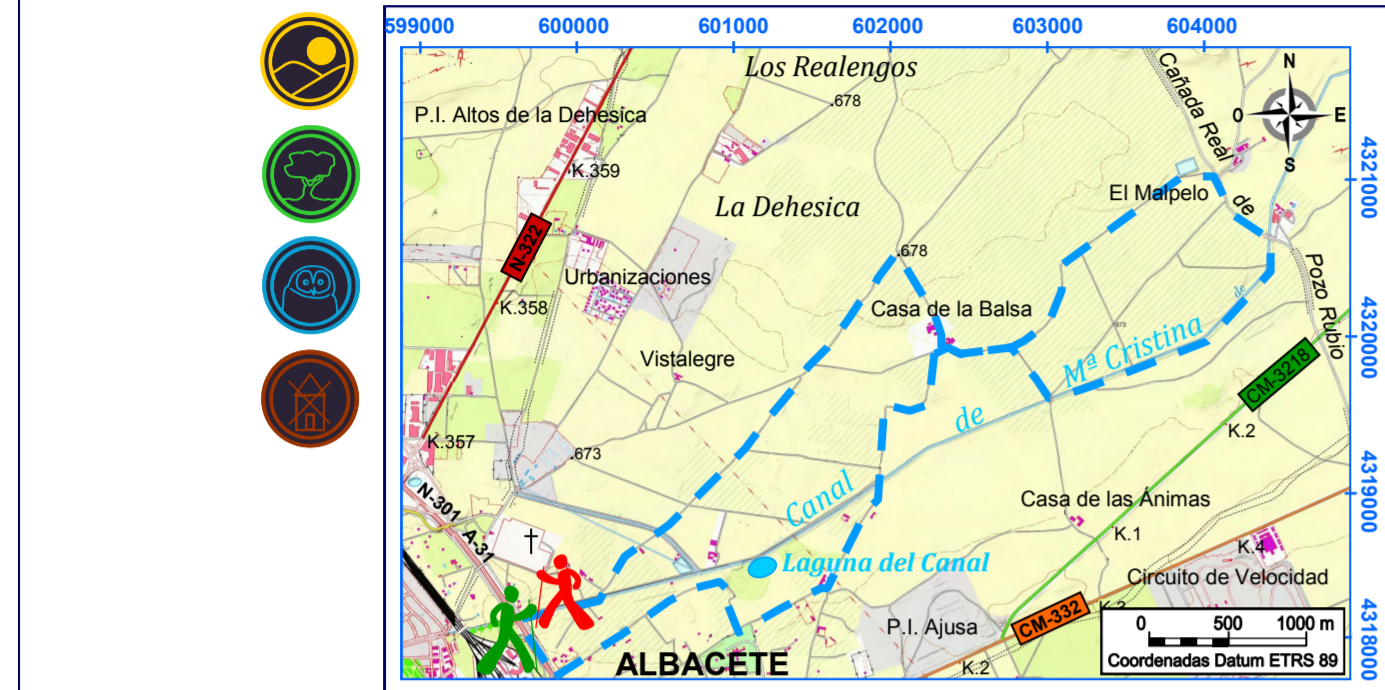 599000 600000 601000 602000 603000 604000
Los Realengos
N
.678
Cañada Real
P.I. Altos de la Dehesica
O E
S
K.359
4321000
El Malpelo
de
La Dehesica
N-322
.678
Urbanizaciones
Pozo Rubio
de
K.358
Casa de la Balsa
673
4320000
Mª Cristina
Vistalegre
CM-3218
de
K.2
K.357
.673
Canal
4319000
N-301
Casa de las Ánimas
K.1
A-31
K.4
Laguna del Canal
Circuito de Velocidad
K.3
CM-332
P.I. Ajusa
0 500 1000 m
4318000
ALBACETE
K.2
Coordenadas Datum ETRS 89